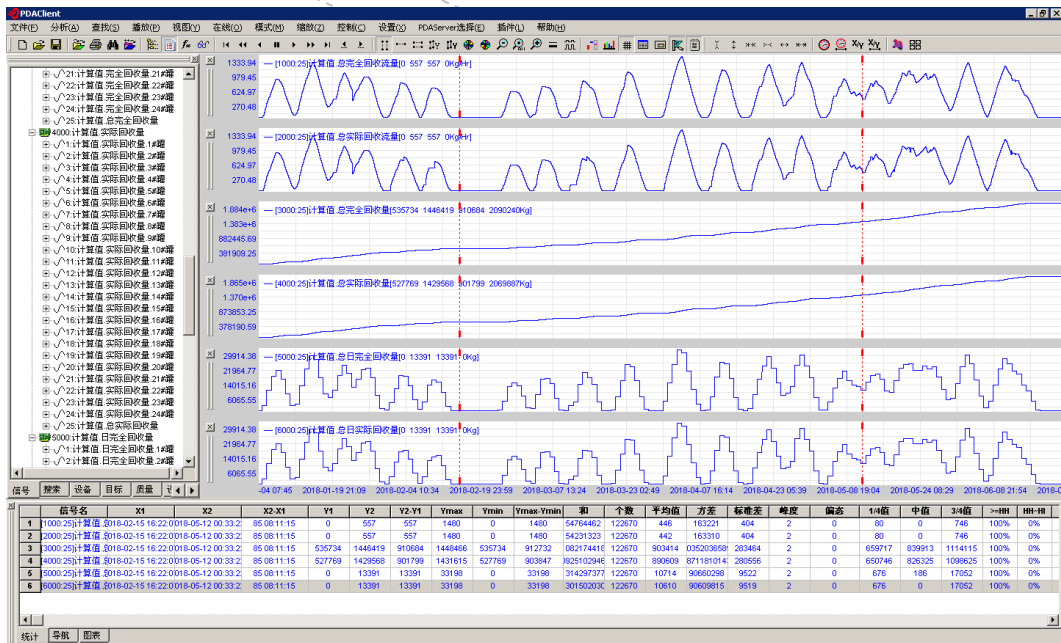 PDAClient
文件(F) 分析(A) 查找(S) 播放(P) 视图(Y) 在线(O) 模式(M) 缩放(Z) 控制(C) 设置(X) PDAServer选择(E) 插件(L) 帮助(H)
21:计算值.完全回收量.21#罐
22:计算值.完全回收量.22#罐
23:计算值.完全回收量.23#罐
24:计算值.完全回收量.24#罐
25:计算值.总完全回收量
4000:计算值.实际回收量
1:计算值.实际回收量.1#罐
2:计算值.实际回收量.2#罐
3:计算值.实际回收量.3#罐
4:计算值.实际回收量.4#罐
5:计算值.实际回收量.5#罐
6:计算值.实际回收量.6#罐
7:计算值.实际回收量.7#罐
8:计算值.实际回收量.8#罐
9:计算值.实际回收量.9#罐
10:计算值.实际回收量.10#罐
11:计算值.实际回收量.11#罐
12:计算值.实际回收量.12#罐
13:计算值.实际回收量.13#罐
14:计算值.实际回收量.14#罐
15:计算值.实际回收量.15#罐
16:计算值.实际回收量.16#罐
17:计算值.实际回收量.17#罐
18:计算值.实际回收量.18#罐
19:计算值.实际回收量.19#罐
20:计算值.实际回收量.20#罐
21:计算值.实际回收量.21#罐
22:计算值.实际回收量.22#罐
23:计算值.实际回收量.23#罐
24:计算值.实际回收量.24#罐
25:计算值.总实际回收量
5000:计算值.日完全回收量
1:计算值.日完全回收量.1#罐
2:计算值.日完全回收量.2#罐
信号 搜索 设备 目标 质量
1333.94 [1000:25]计算值.总完全回收流量[0 557 557 0Kg/Hr]
979.45
624.97
270.48
1333.94 [2000:25]计算值.总实际回收流量[0 557 557 0Kg/Hr]
979.45
624.97
270.48
1.884e+6 [3000:25]计算值.总完全回收量[535734 1446419 910684 2090240Kg]
1.383e+6
882445.69
381909.25
1.865e+6 [4000:25]计算值.总实际回收量[527769 1429568 901799 2069887Kg]
1.370e+6
873853.25
378190.59
29914.38 [5000:25]计算值.总日完全回收量[0 13391 13391 0Kg]
21964.77
14015.16
6065.55
29914.38 [6000:25]计算值.总日实际回收量[0 13391 13391 0Kg]
21964.77
14015.16
6065.55
-04 07:45 2018-01-19 21:09 2018-02-04 10:34 2018-02-19 23:59 2018-03-07 13:24 2018-03-23 02:49 2018-04-07 16:14 2018-04-23 05:39 2018-05-08 19:04 2018-05-24 08:29 2018-06-08 21:54 2018-0
信号名 X1 X2 X2-X1 Y1 Y2 Y2-Y1 Ymax Ymin Ymax-Ymin 和 个数 平均值 方差 标准差 峰度 偏态 1/4值 中值 3/4值 >=HH HH-HI
1 [1000:25]计算值. 2018-02-15 16:22:0 2018-05-12 00:33:2 85 08:11:15 0 557 557 1480 0 1480 54764462 122670 446 163221 404 2 0 80 0 746 100% 0%
2 [2000:25]计算值. 2018-02-15 16:22:0 2018-05-12 00:33:2 85 08:11:15 0 557 557 1480 0 1480 54231323 122670 442 163310 404 2 0 80 0 746 100% 0%
3 [3000:25]计算值. 2018-02-15 16:22:0 2018-05-12 00:33:2 85 08:11:15 535734 1446419 910684 1448466 535734 912732 082174418 122670 903414 035203658 283464 2 0 659717 839913 1114115 100% 0%
4 [4000:25]计算值. 2018-02-15 16:22:0 2018-05-12 00:33:2 85 08:11:15 527769 1429568 901799 1431615 527769 903847 925102946 122670 890609 871181014 280556 2 0 650746 826325 1098625 100% 0%
5 [5000:25]计算值. 2018-02-15 16:22:0 2018-05-12 00:33:2 85 08:11:15 0 13391 13391 33198 0 33198 314297377 122670 10714 90660298 9522 2 0 676 186 17052 100% 0%
6 [6000:25]计算值. 2018-02-15 16:22:0 2018-05-12 00:33:2 85 08:11:15 0 13391 13391 33198 0 33198 301502030 122670 10610 90609815 9519 2 0 676 0 17052 100% 0%
统计 导航 图表